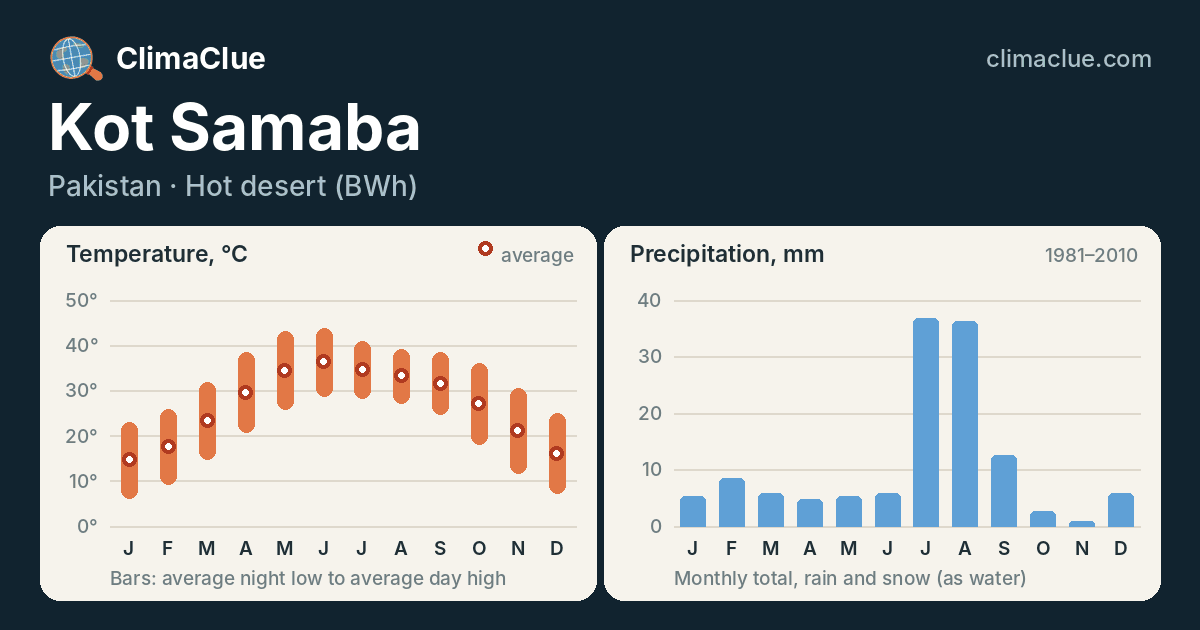 ClimaClue
climaclue.com
Kot Samaba
Pakistan · Hot desert (BWh)
Temperature, °C
average
50°
40°
30°
20°
10°
0°
J F M A M J J A S O N D
Bars: average night low to average day high
Precipitation, mm
1981–2010
40
30
20
10
0
J F M A M J J A S O N D
Monthly total, rain and snow (as water)